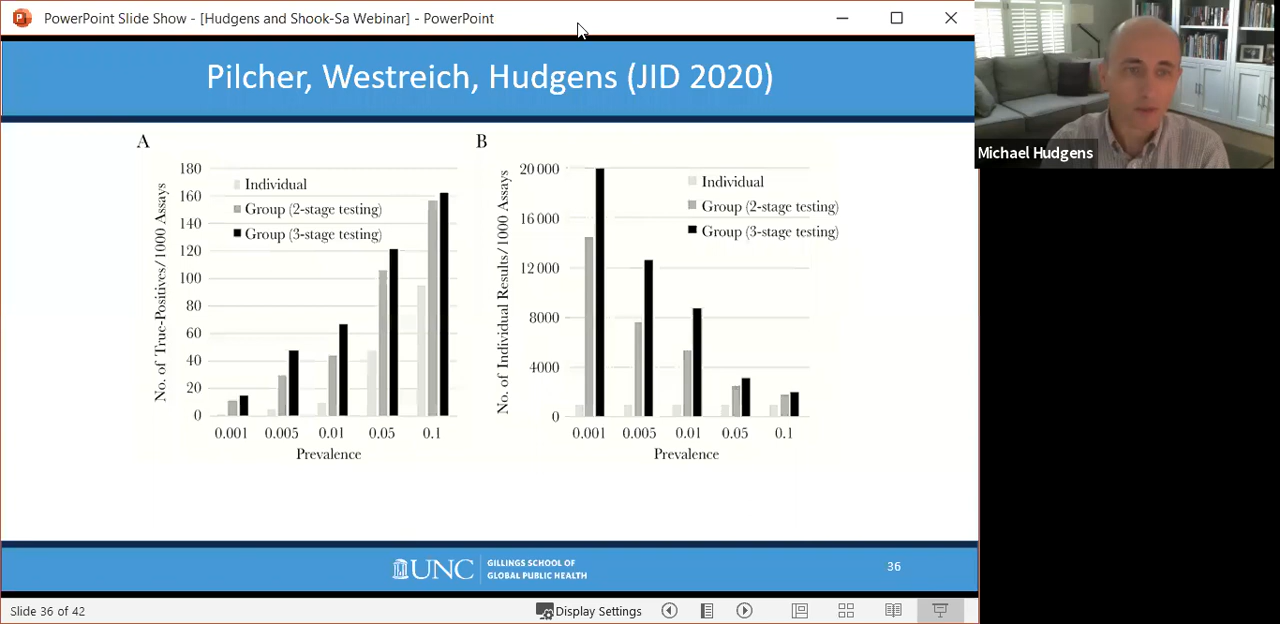 PowerPoint Slide Show - [Hudgens and Shook-Sa Webinar] - PowerPoint
Pilcher, Westreich, Hudgens (JID 2020)
Michael Hudgens
A
No. of True-Positives/1000 Assays
180
160
140
120
100
80
60
40
20
0
Individual
Group (2-stage testing)
Group (3-stage testing)
0.001 0.005 0.01 0.05 0.1
Prevalence
B
No. of Individual Results/1000 Assays
20 000
16 000
12 000
8000
4000
0
Individual
Group (2-stage testing)
Group (3-stage testing)
0.001 0.005 0.01 0.05 0.1
Prevalence
UNC
GILLINGS SCHOOL OF
GLOBAL PUBLIC HEALTH
36
Slide 36 of 42
Display Settings